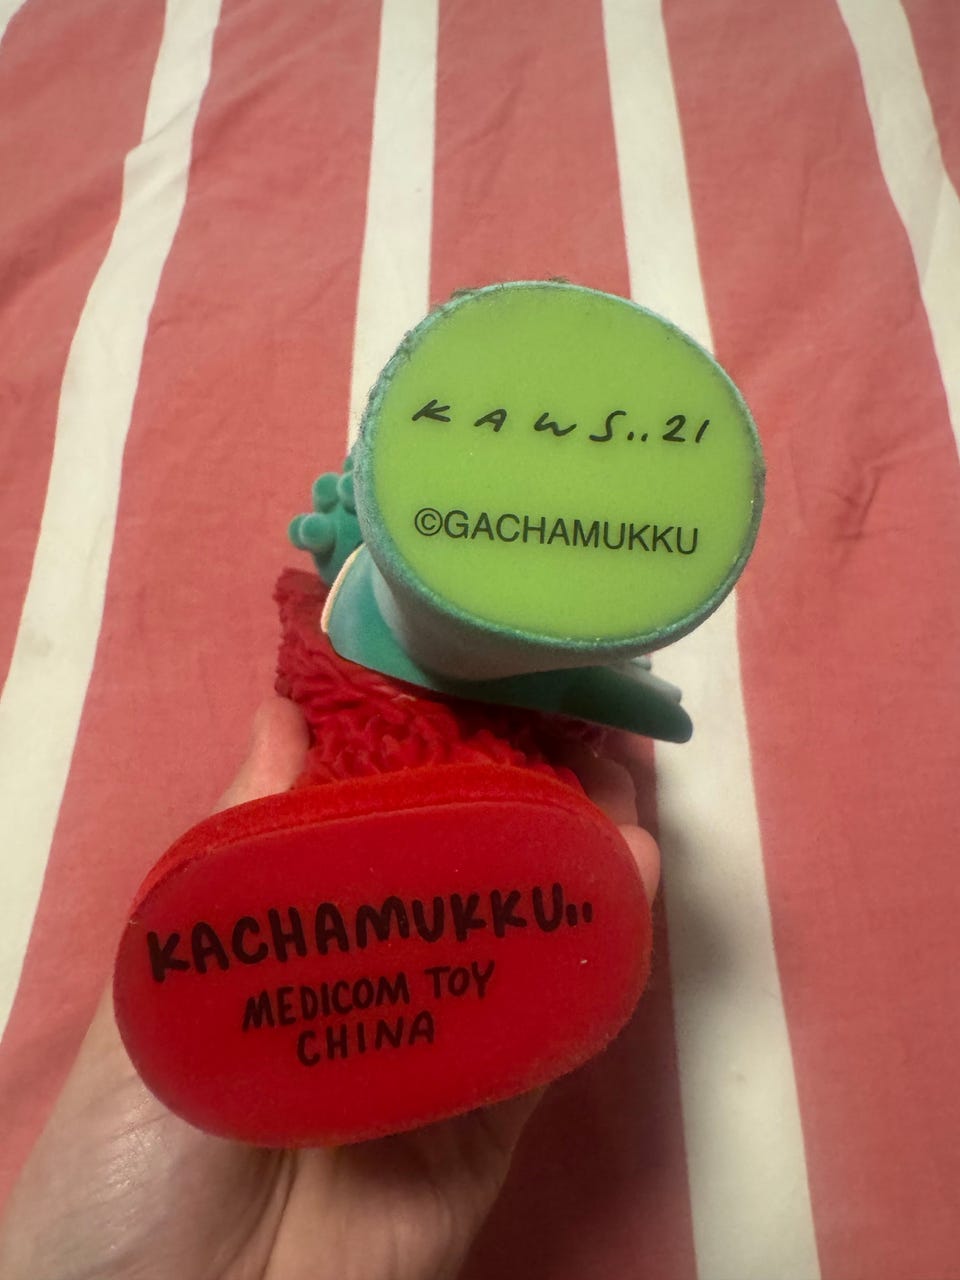 KAWS..21
©GACHAMUKKU
KACHAMUKKU..
MEDICOM TOY
CHINA